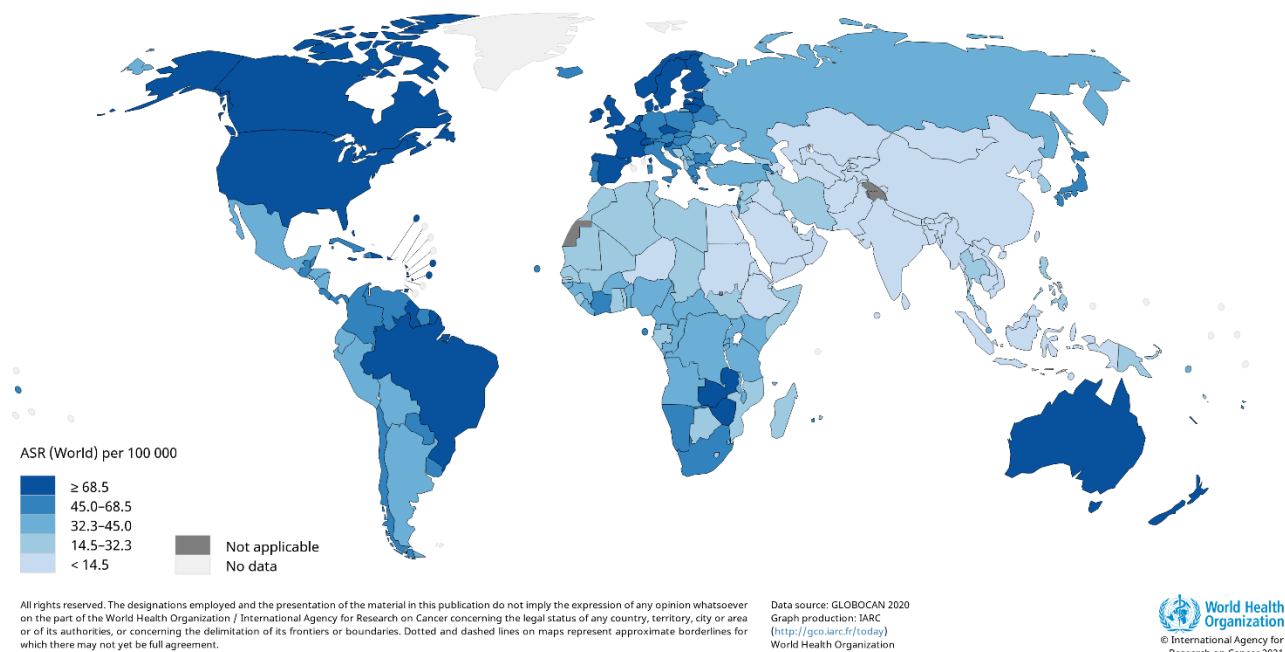 ASR (World) per 100 000
≥ 68.5
45.0–68.5
32.3–45.0
14.5–32.3
< 14.5
Not applicable
No data
All rights reserved. The designations employed and the presentation of the material in this publication do not imply the expression of any opinion whatsoever
on the part of the World Health Organization / International Agency for Research on Cancer concerning the legal status of any country, territory, city or area
or of its authorities, or concerning the delimitation of its frontiers or boundaries. Dotted and dashed lines on maps represent approximate borderlines for
which there may not yet be full agreement.
Data source: GLOBOCAN 2020
Graph production: IARC
(http://gco.iarc.fr/today)
World Health Organization
World Health
Organization
© International Agency for
Research on Cancer 2021